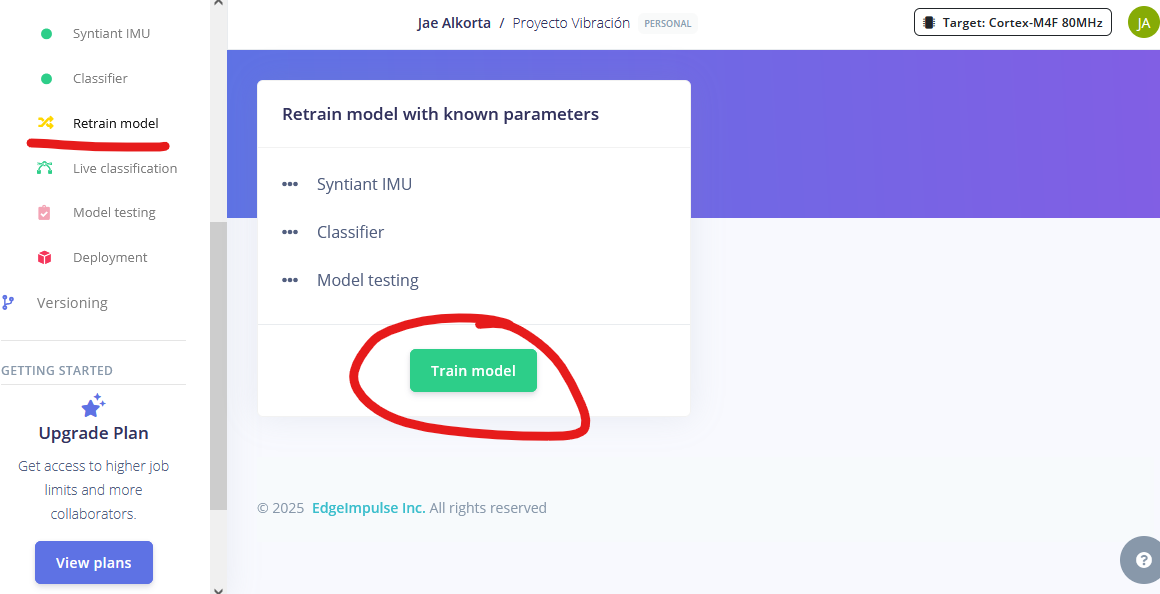 Jae Alkorta / Proyecto Vibración PERSONAL
Target: Cortex-M4F 80MHz
JA
Syntiant IMU
Classifier
Retrain model
Live classification
Model testing
Deployment
Versioning
GETTING STARTED
Upgrade Plan
Get access to higher job
limits and more
collaborators.
View plans
Retrain model with known parameters
Syntiant IMU
Classifier
Model testing
Train model
© 2025 EdgeImpulse Inc. All rights reserved
?